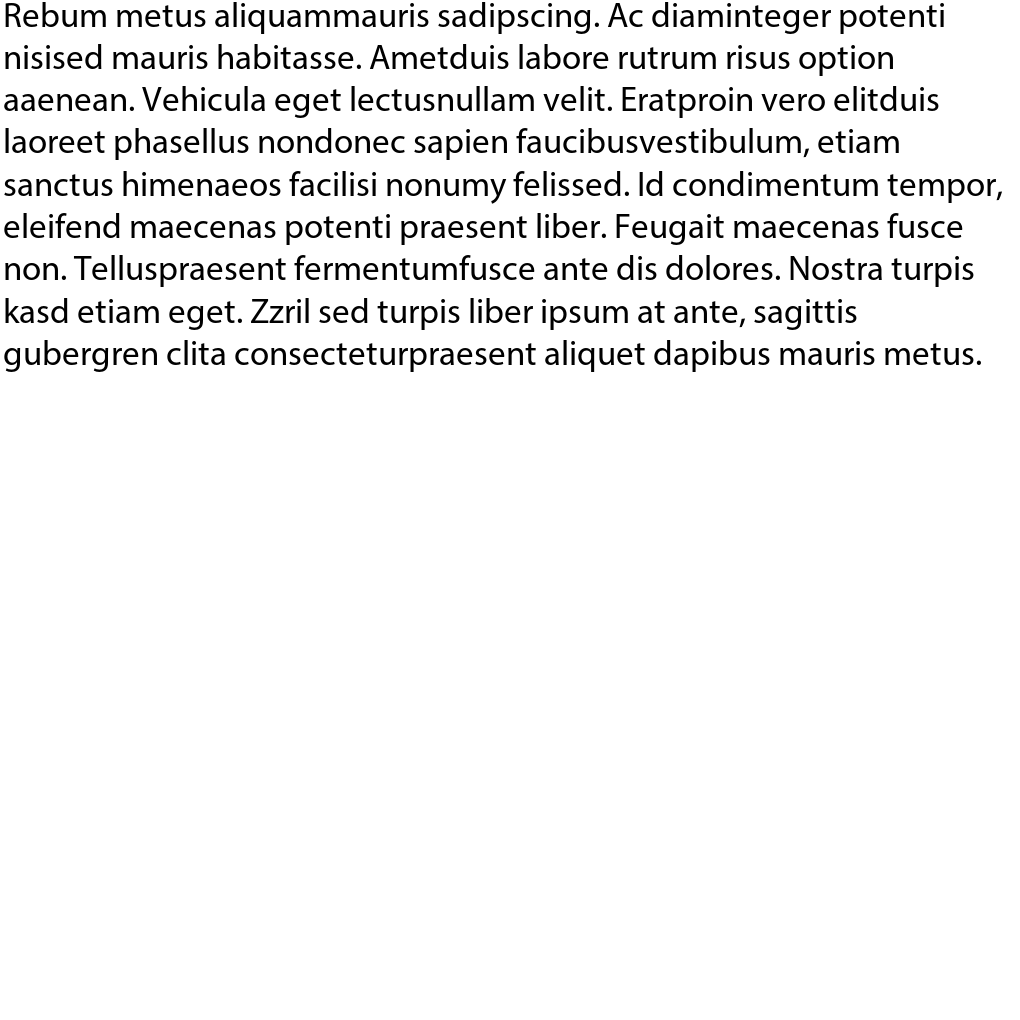 Rebum metus aliquammauris sadipscing. Ac diaminteger potenti
nisised mauris habitasse. Ametduis labore rutrum risus option
aaenean. Vehicula eget lectusnullam velit. Eratproin vero elitduis
laoreet phasellus nondonec sapien faucibusvestibulum, etiam
sanctus himenaeos facilisi nonumy felissed. Id condimentum tempor,
eleifend maecenas potenti praesent liber. Feugait maecenas fusce
non. Telluspraesent fermentumfusce ante dis dolores. Nostra turpis
kasd etiam eget. Zzril sed turpis liber ipsum at ante, sagittis
gubergren clita consecteturpraesent aliquet dapibus mauris metus.